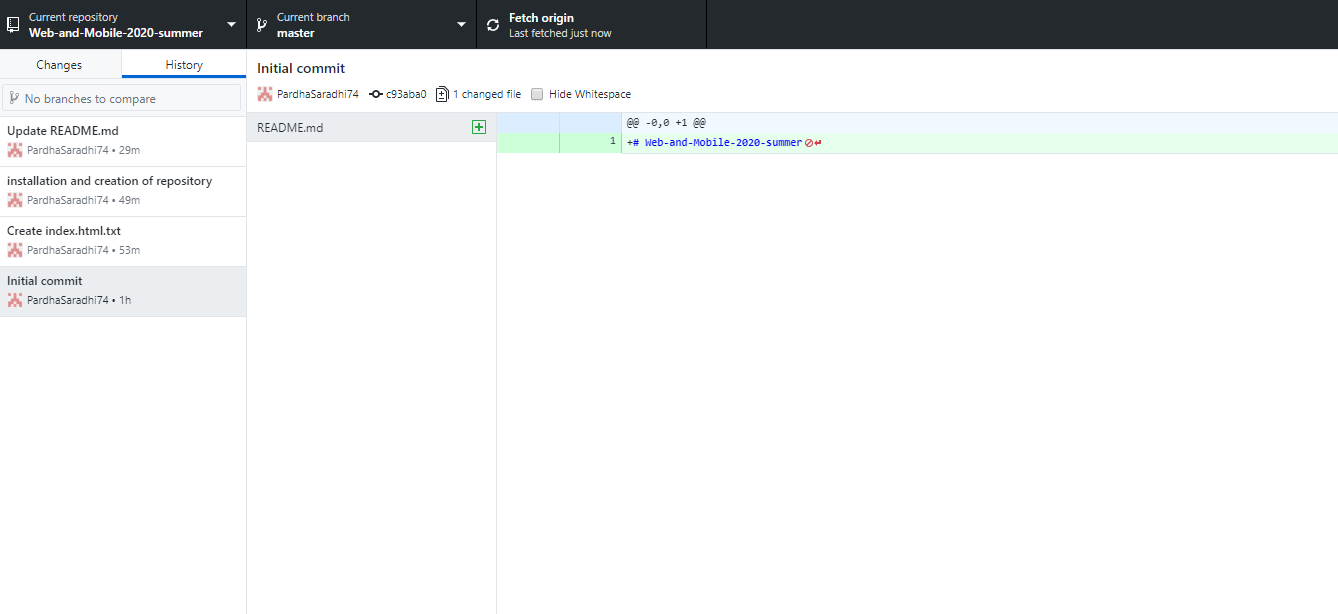 Current repository
Web-and-Mobile-2020-summer
Current branch
master
Fetch origin
Last fetched just now
Changes
History
No branches to compare
Update README.md
PardhaSaradhi74 • 29m
installation and creation of repository
PardhaSaradhi74 • 49m
Create index.html.txt
PardhaSaradhi74 • 53m
Initial commit
PardhaSaradhi74 • 1h
Initial commit
PardhaSaradhi74 c93aba0 1 changed file Hide Whitespace
README.md
@@ -0,0 +1 @@
1 +# Web-and-Mobile-2020-summer